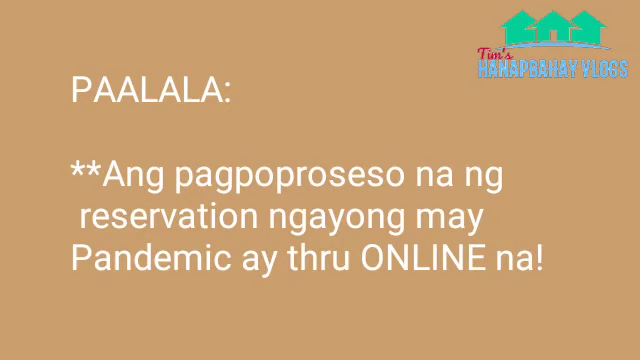 Tim's
HANAPBAHAY VLOGS
PAALALA:
**Ang pagpoproseso na ng
reservation ngayong may
Pandemic ay thru ONLINE na!